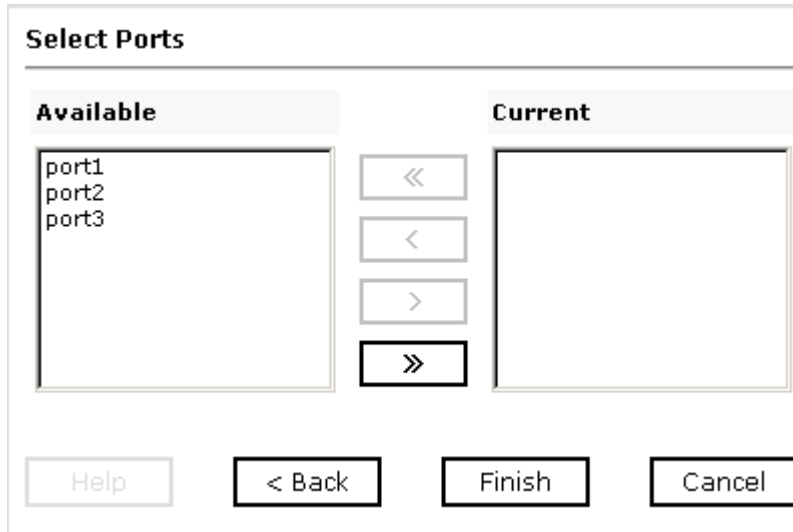 Select Ports
Available
Current
port1
port2
port3
«
<
>
»
Help
< Back
Finish
Cancel